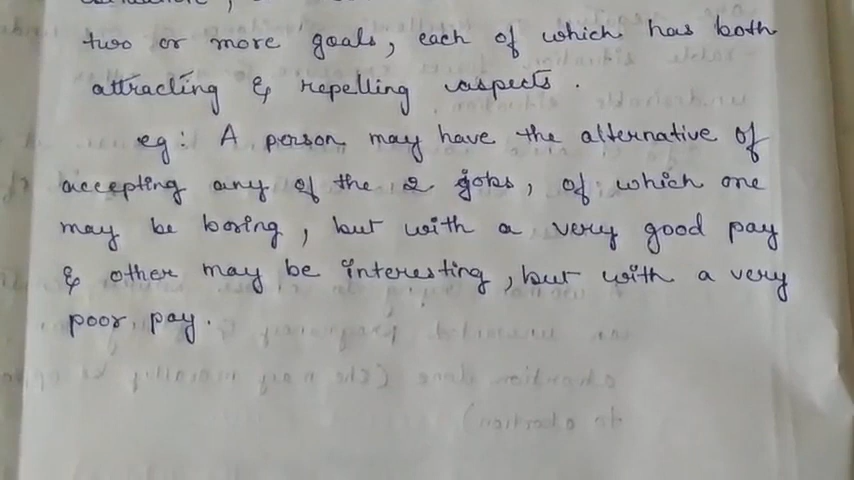 two or more goals, each of which has both
attracting & repelling aspects.
eg: A person may have the alternative of
accepting any of the 2 jobs, of which one
may be boring, but with a very good pay
& other may be interesting, but with a very
poor pay.